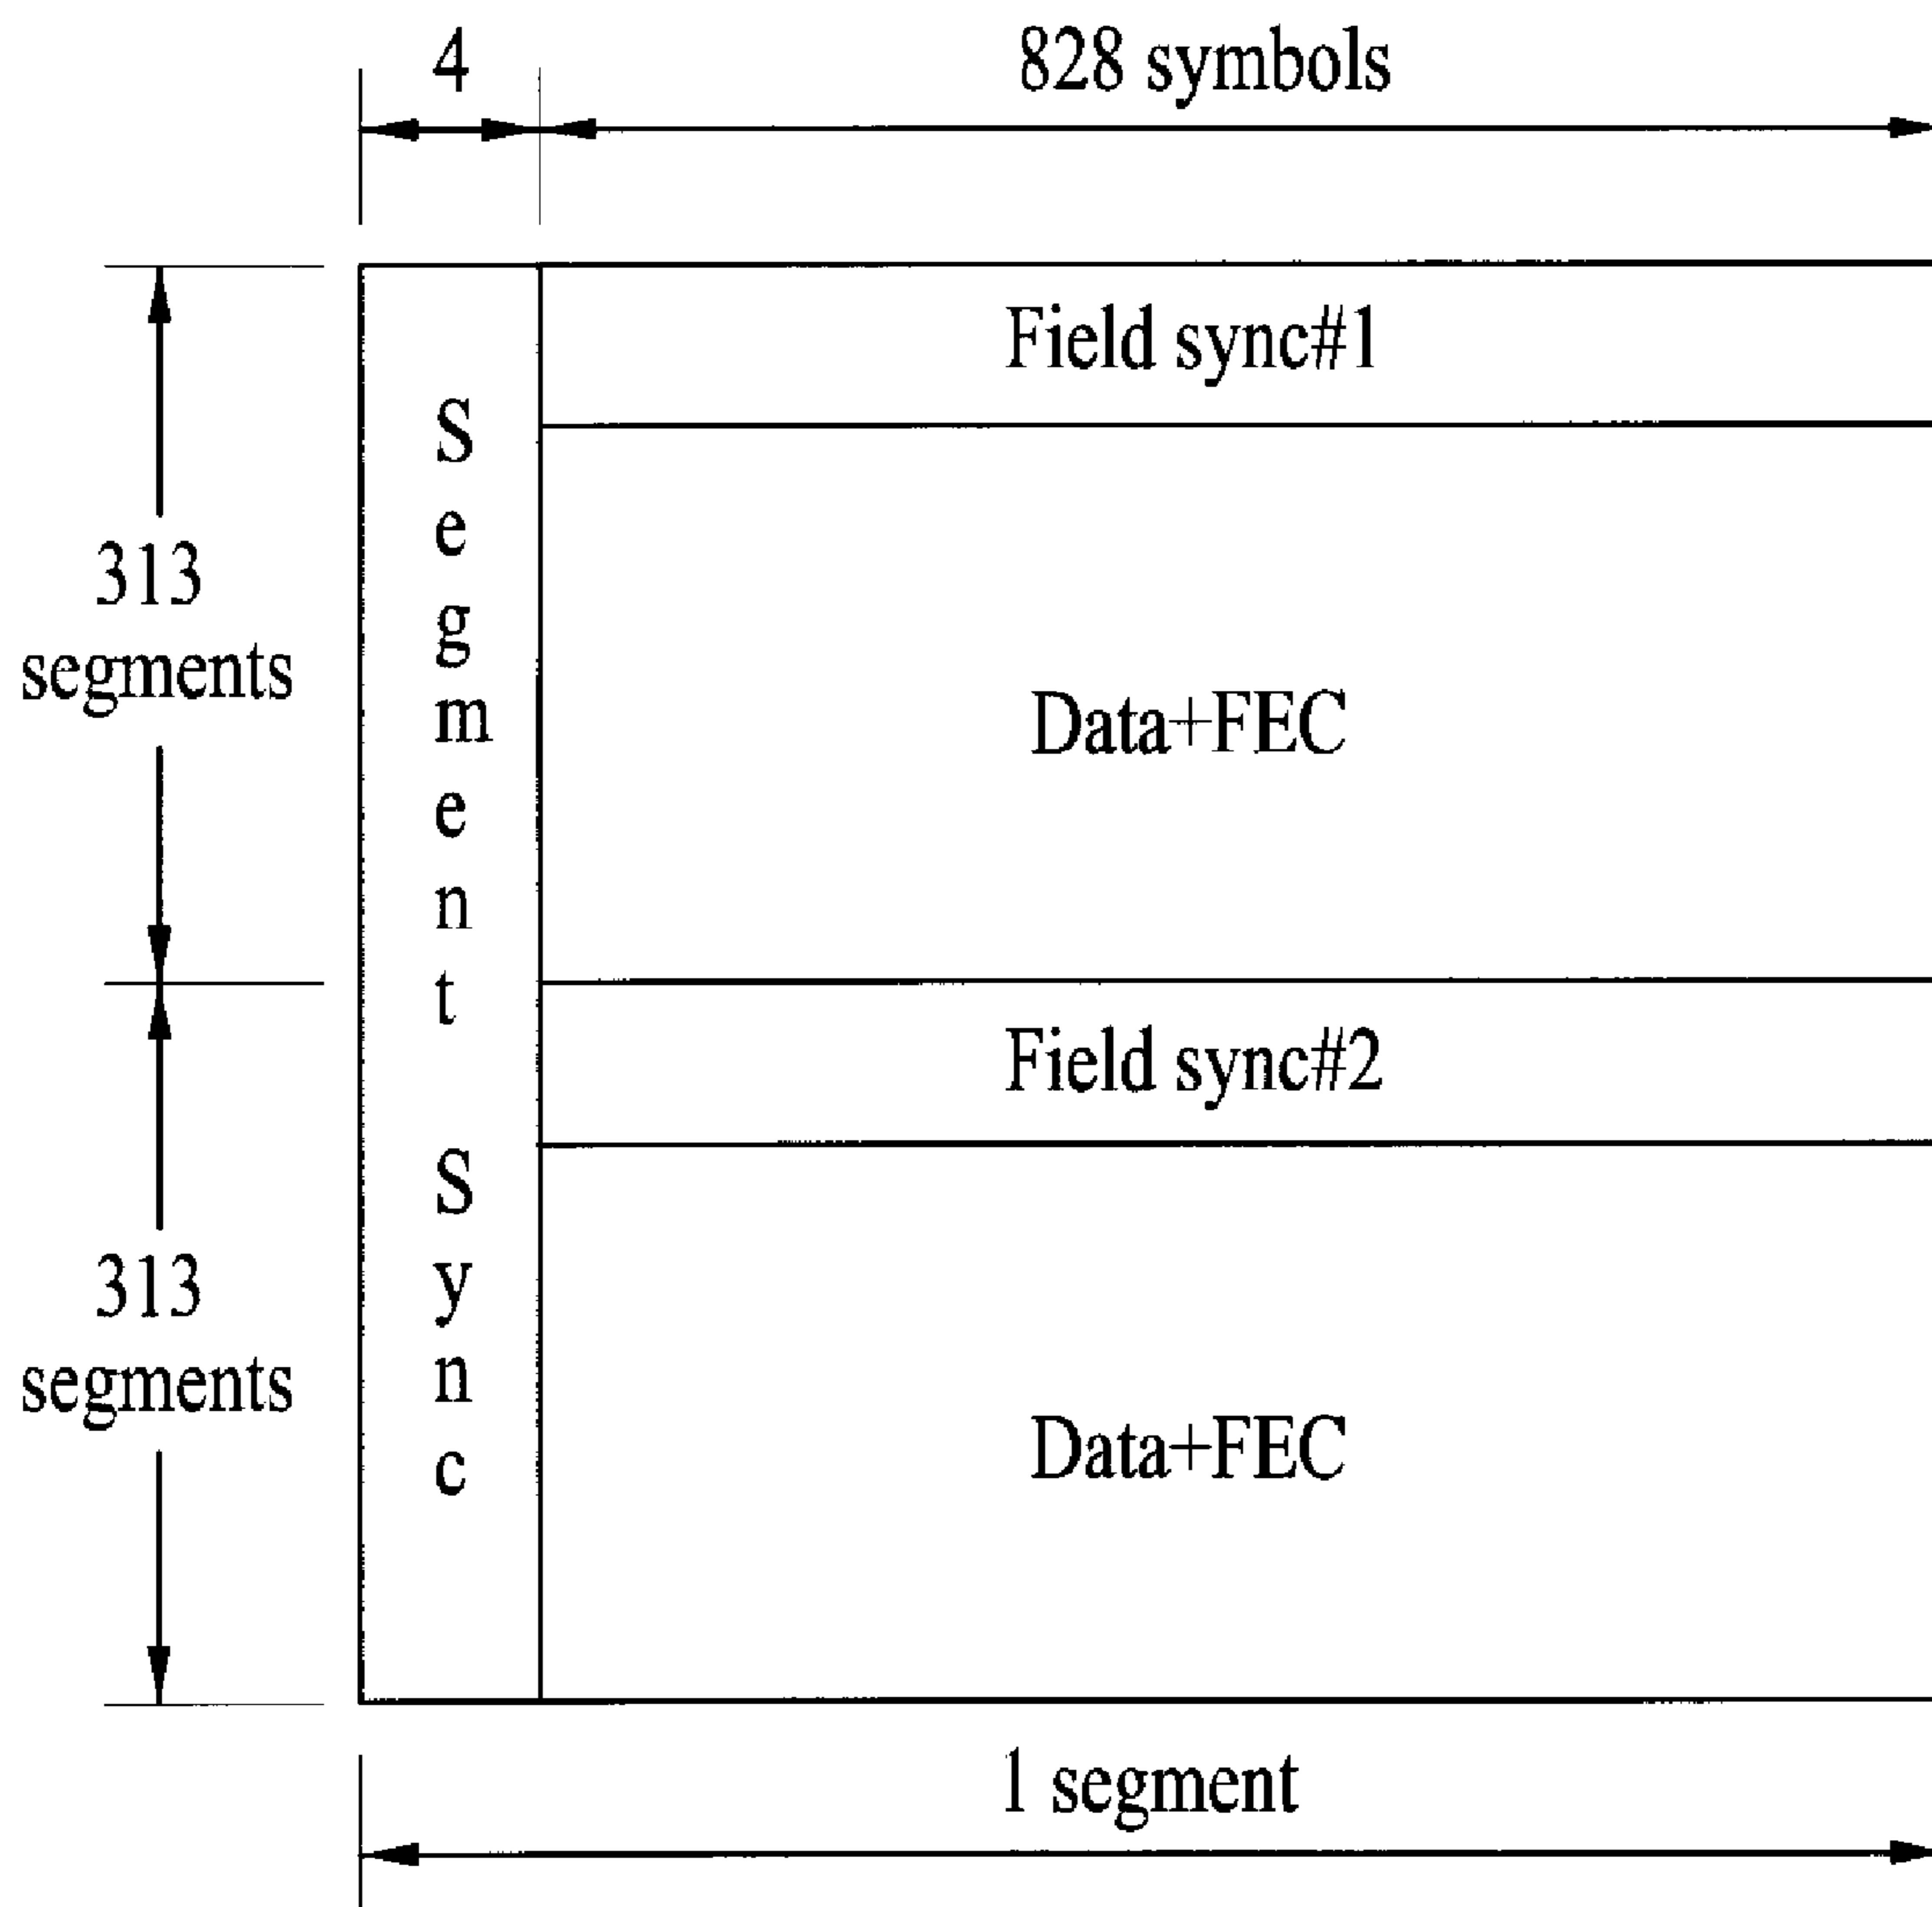 4
828 symbols
Field sync#1
313
segments
Data+FEC
Segment Sync
Field sync#2
313
segments
Data+FEC
1 segment